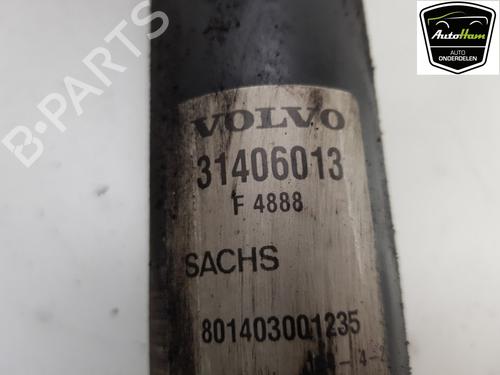 AutoHam
AUTO
ONDERDELEN
B-PARTS
VOLVO
31406013
F 4888
SACHS
801403001235